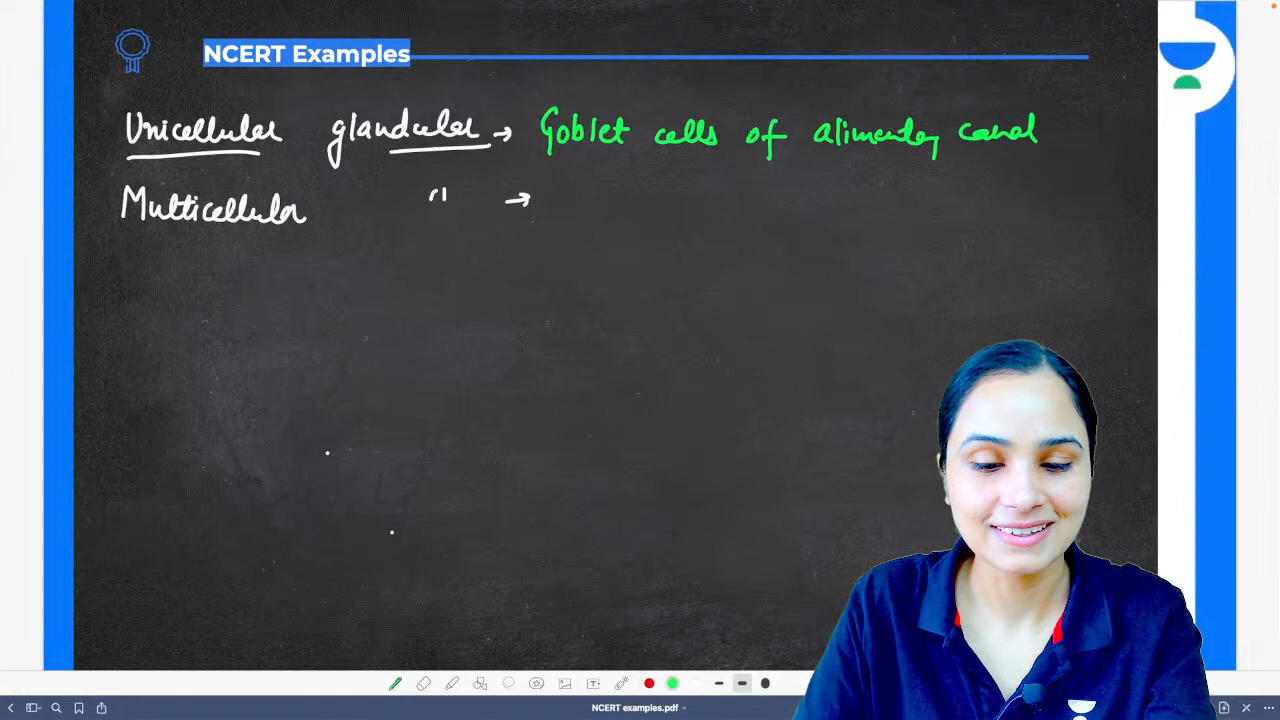 NCERT Examples
Unicellular glandular → Goblet cells of alimentary canal
Multicellular " →
NCERT examples.pdf